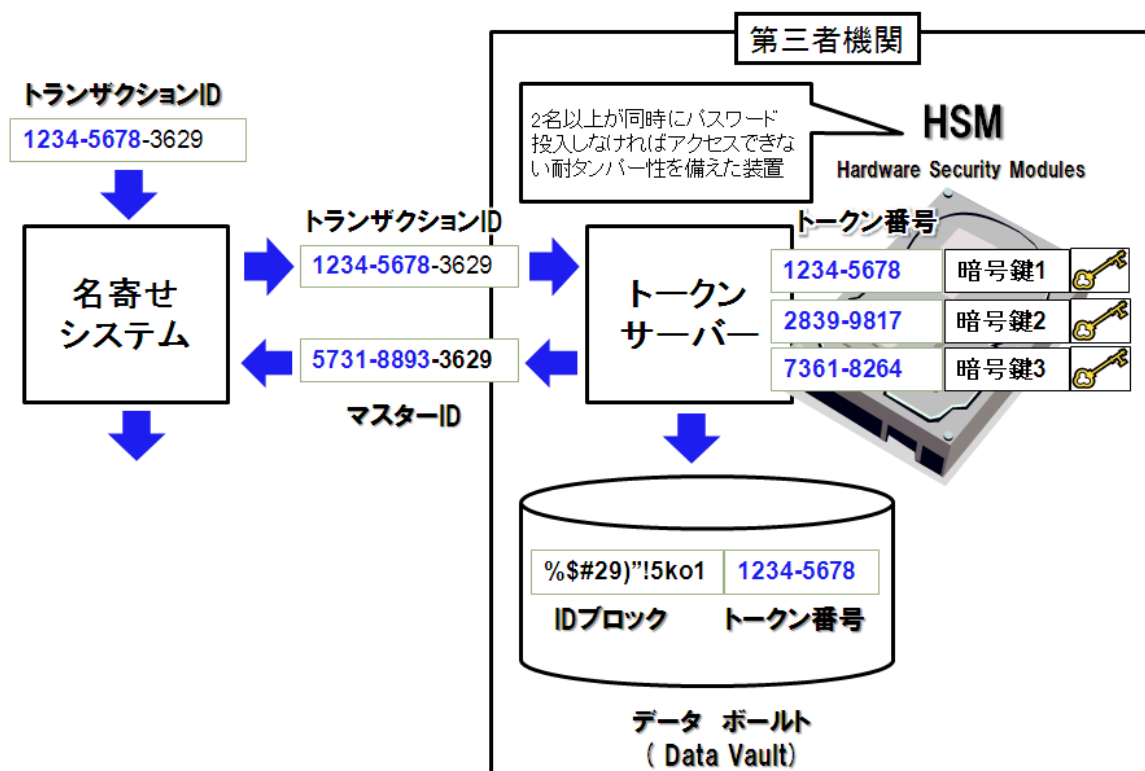 第三者機関
トランザクションID
1234-5678-3629
2名以上が同時にパスワード
投入しなければアクセスできな
い耐タンパー性を備えた装置
HSM
Hardware Security Modules
トランザクションID
1234-5678-3629
名寄せ
システム
5731-8893-3629
マスターID
トークン
サーバー
トークン番号
1234-5678 暗号鍵1
2839-9817 暗号鍵2
7361-8264 暗号鍵3
%$#29)”!5ko1 1234-5678
IDブロック トークン番号
データ ボールト
( Data Vault)